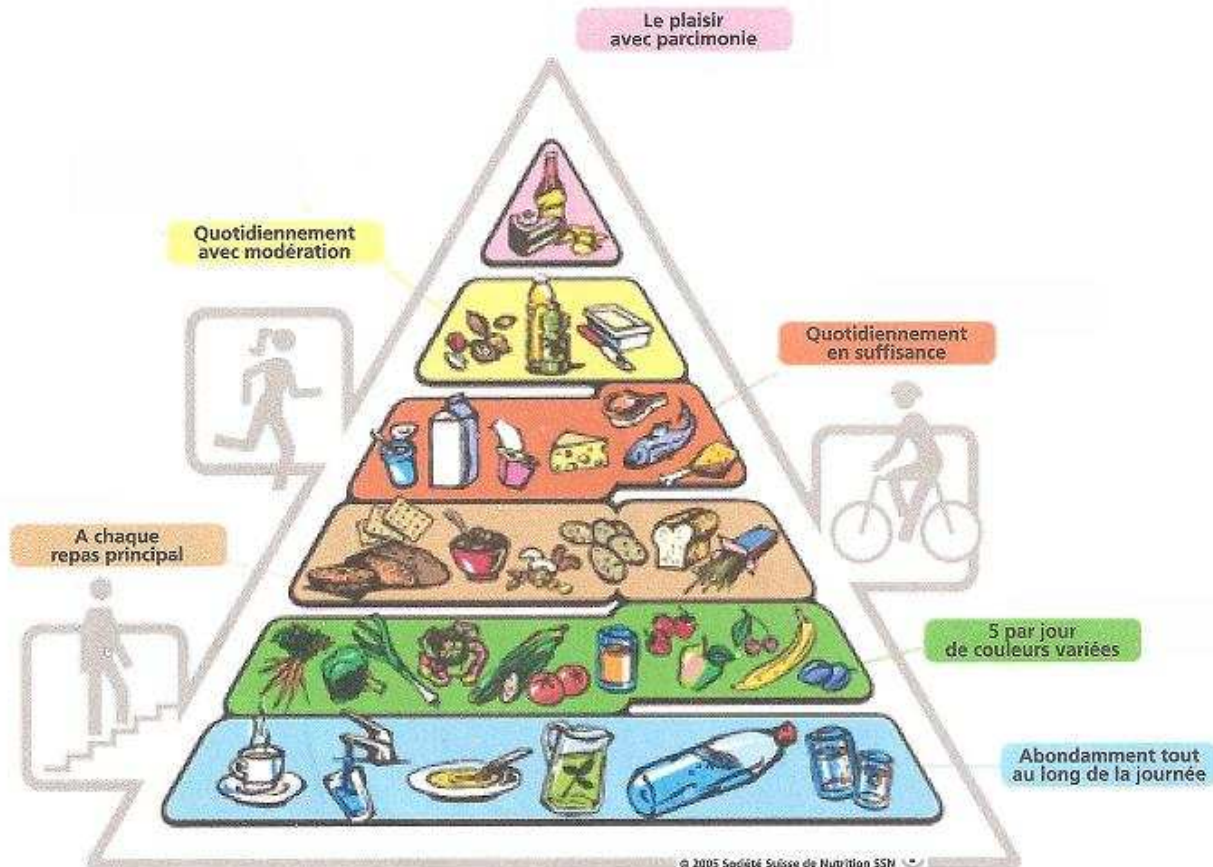 Le plaisir
avec parcimonie
Quotidiennement
avec modération
Quotidiennement
en suffisance
A chaque
repas principal
5 par jour
de couleurs variées
Abondamment tout
au long de la journée
© 2005 Société Suisse de Nutrition SSN